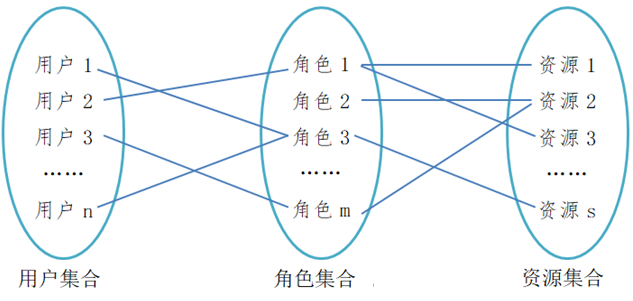 用户 1 角色 1 资源 1
用户 2 角色 2 资源 2
用户 3 角色 3 资源 3
…… …… ……
用户 n 角色 m 资源 s
用户集合 角色集合 资源集合